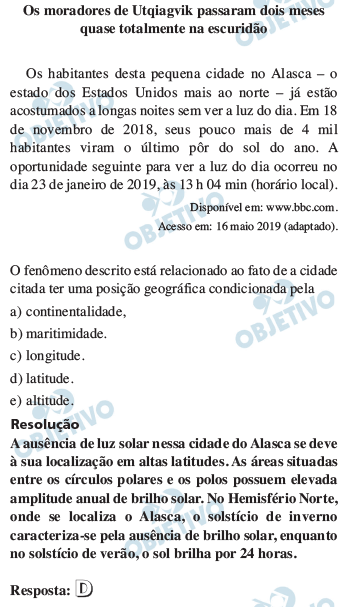 Os moradores de Utqiagvik passaram dois meses
quase totalmente na escuridão
Os habitantes desta pequena cidade no Alasca – o
estado dos Estados Unidos mais ao norte – já estão
acostumados a longas noites sem ver a luz do dia. Em 18
de novembro de 2018, seus pouco mais de 4 mil
habitantes viram o último pôr do sol do ano. A
oportunidade seguinte para ver a luz do dia ocorreu no
dia 23 de janeiro de 2019, às 13 h 04 min (horário local).
Disponível em: www.bbc.com.
Acesso em: 16 maio 2019 (adaptado).
O fenômeno descrito está relacionado ao fato de a cidade
citada ter uma posição geográfica condicionada pela
a) continentalidade,
b) maritimidade.
c) longitude.
d) latitude.
e) altitude.
Resolução
A ausência de luz solar nessa cidade do Alasca se deve
à sua localização em altas latitudes. As áreas situadas
entre os círculos polares e os polos possuem elevada
amplitude anual de brilho solar. No Hemisfério Norte,
onde se localiza o Alasca, o solstício de inverno
caracteriza-se pela ausência de brilho solar, enquanto
no solstício de verão, o sol brilha por 24 horas.
Resposta: D
OBJETIVO
OBJETIVO
OBJETIVO
OBJETIVO
OBJETIVO
OBJETIVO